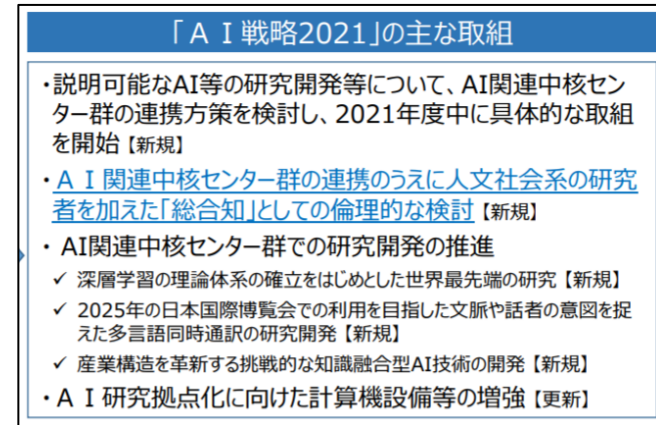 「ＡＩ戦略2021」の主な取組
・説明可能なAI等の研究開発等について、AI関連中核セン
ター群の連携方策を検討し、2021年度中に具体的な取組
を開始【新規】
・ＡＩ関連中核センター群の連携のうえに人文社会系の研究
者を加えた「総合知」としての倫理的な検討【新規】
・AI関連中核センター群での研究開発の推進
✓ 深層学習の理論体系の確立をはじめとした世界最先端の研究【新規】
✓ 2025年の日本国際博覧会での利用を目指した文脈や話者の意図を捉
えた多言語同時通訳の研究開発【新規】
✓ 産業構造を革新する挑戦的な知識融合型AI技術の開発【新規】
・ＡＩ研究拠点化に向けた計算機設備等の増強【更新】